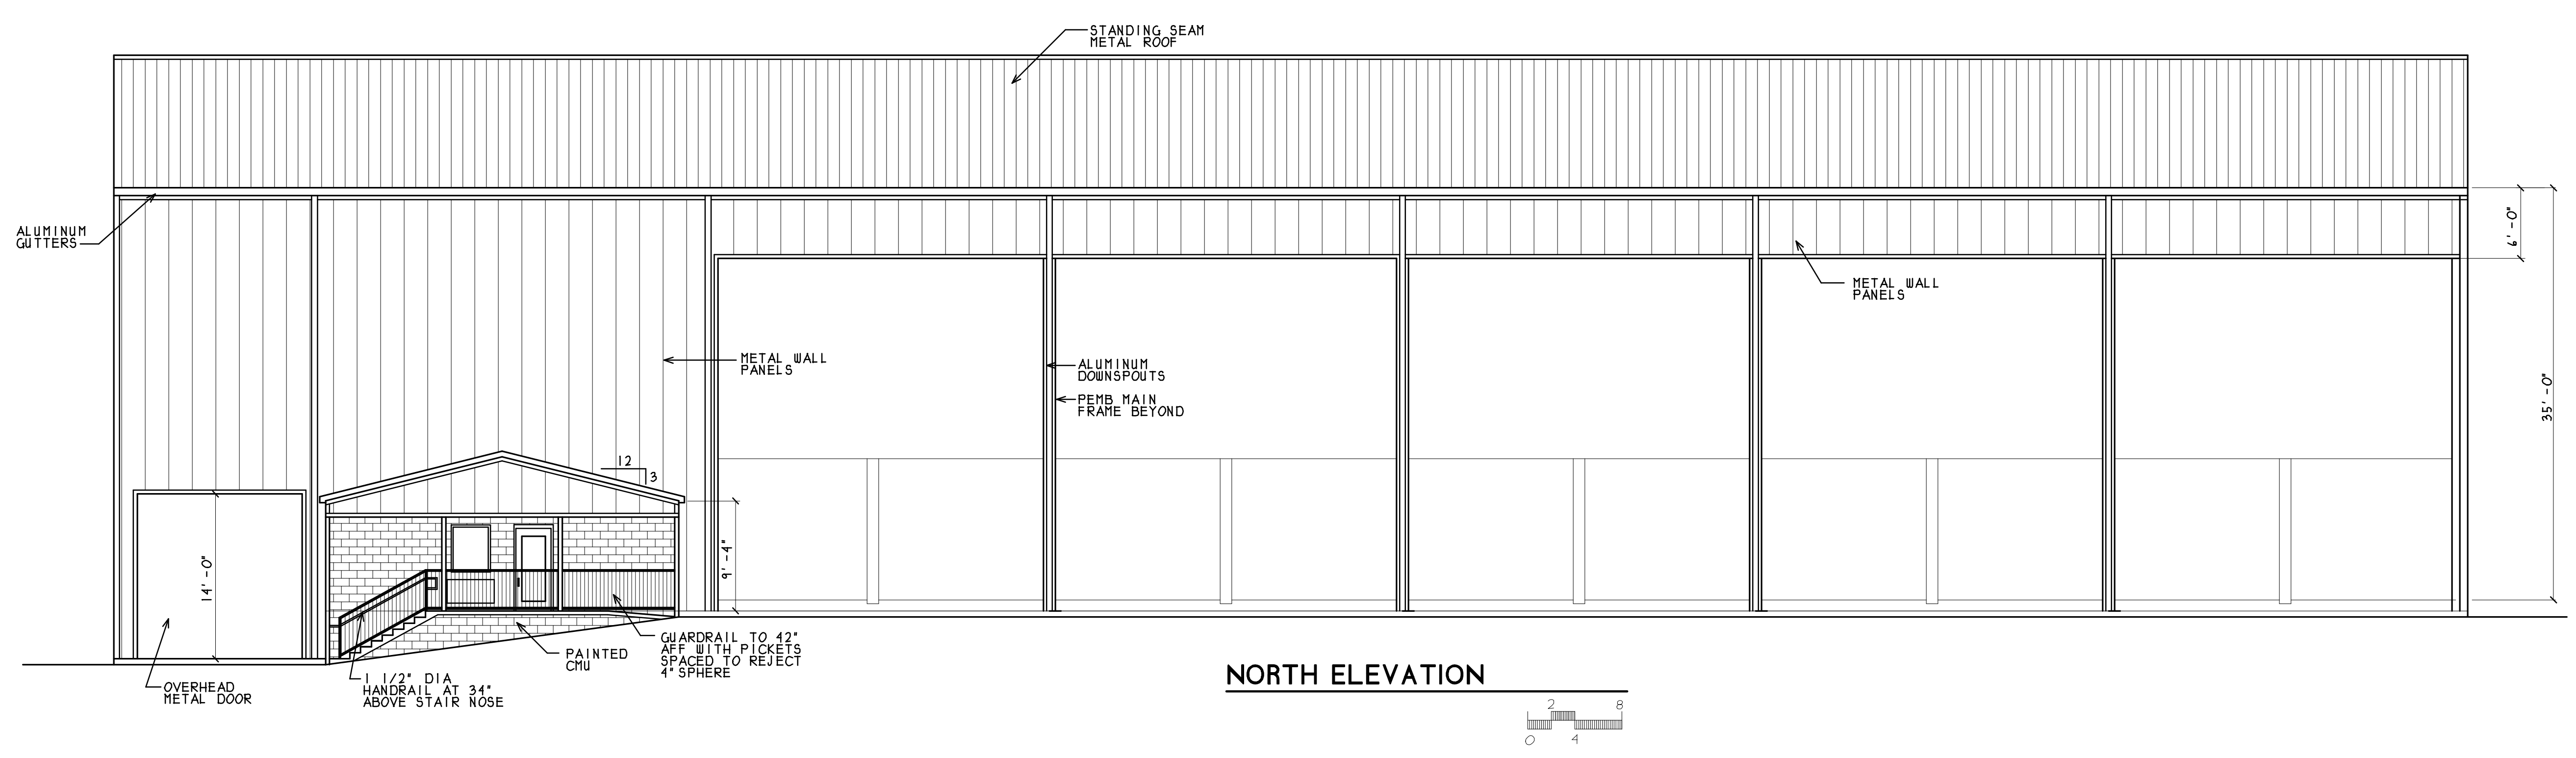 STANDING SEAM
METAL ROOF
ALUMINUM
GUTTERS
6'-0"
METAL WALL
PANELS
METAL WALL
PANELS
ALUMINUM
DOWNSPOUTS
PEMB MAIN
FRAME BEYOND
35'-0"
12
3
14'-0"
9'-4"
GUARDRAIL TO 42"
AFF WITH PICKETS
SPACED TO REJECT
4" SPHERE
PAINTED
CMU
1 1/2" DIA
HANDRAIL AT 34"
ABOVE STAIR NOSE
OVERHEAD
METAL DOOR
NORTH ELEVATION
2 8
0 4